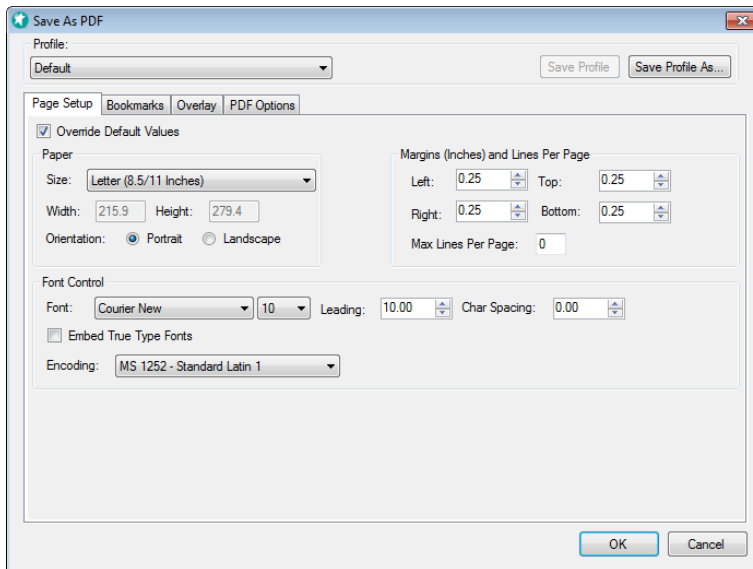 Save As PDF
Profile:
Default
Save Profile
Save Profile As...
Page Setup Bookmarks Overlay PDF Options
Override Default Values
Paper
Size: Letter (8.5/11 Inches)
Width: 215.9 Height: 279.4
Orientation: Portrait Landscape
Margins (Inches) and Lines Per Page
Left: 0.25 Top: 0.25
Right: 0.25 Bottom: 0.25
Max Lines Per Page: 0
Font Control
Font: Courier New 10 Leading: 10.00 Char Spacing: 0.00
Embed True Type Fonts
Encoding: MS 1252 - Standard Latin 1
OK Cancel